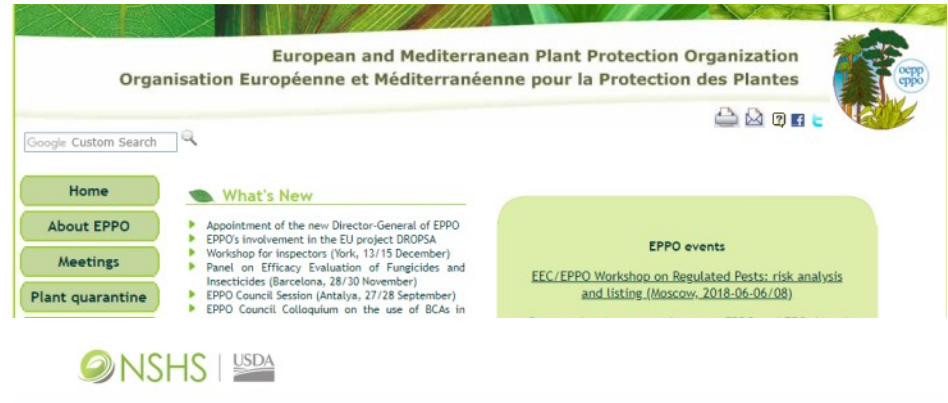 European and Mediterranean Plant Protection Organization
Organisation Européenne et Méditerranéenne pour la Protection des Plantes
oepp
eppo
Google Custom Search
Home
About EPPO
Meetings
Plant quarantine
What's New
Appointment of the new Director-General of EPPO
EPPO's involvement in the EU project DROPSA
Workshop for inspectors (York, 13/15 December)
Panel on Efficacy Evaluation of Fungicides and
Insecticides (Barcelona, 28/30 November)
EPPO Council Session (Antalya, 27/28 September)
EPPO Council Colloquium on the use of BCAs in
EPPO events
EEC/EPPO Workshop on Regulated Pests: risk analysis
and listing (Moscow, 2018-06-06/08)
NSHS | USDA